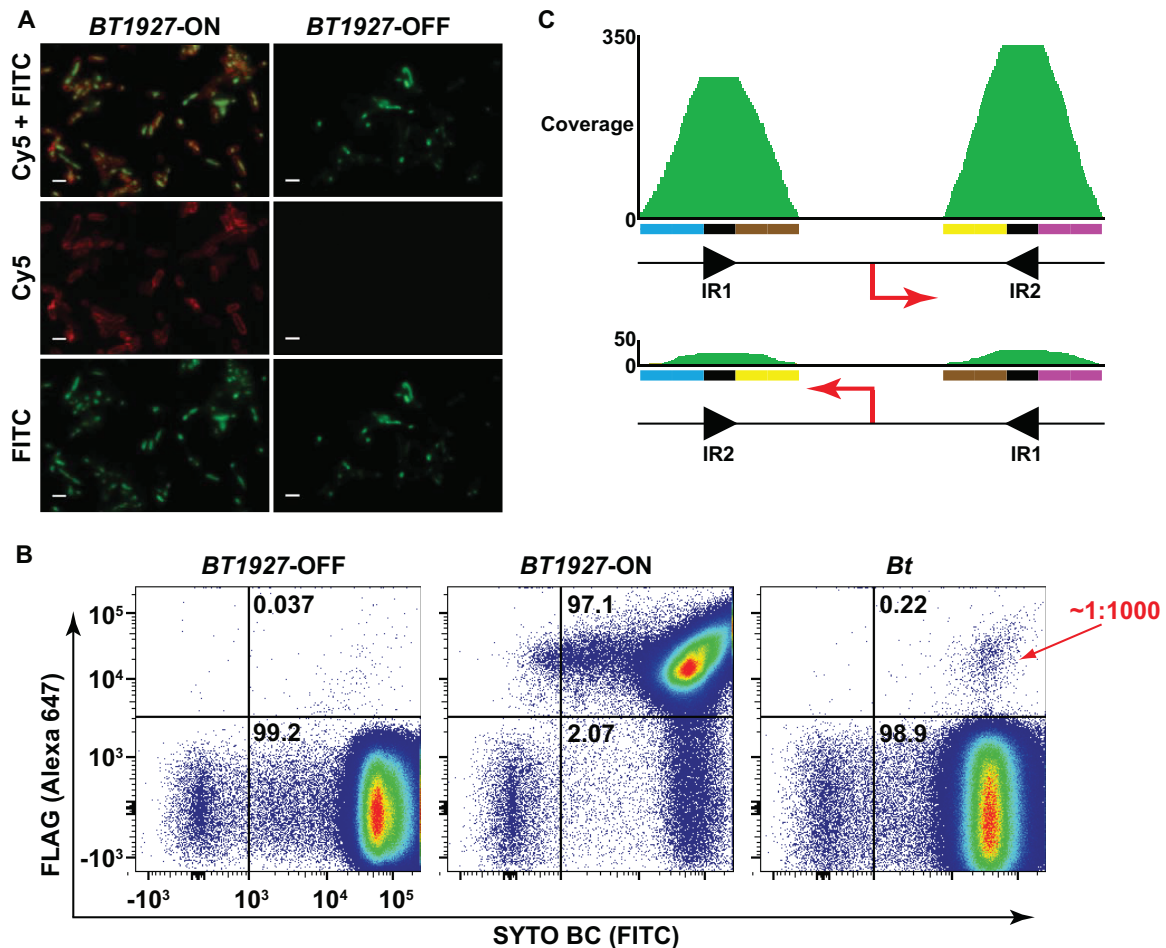 A
BT1927-ON
BT1927-OFF
Cy5 + FITC
Cy5
FITC
C
350
Coverage
0
IR1
IR2
50
0
IR2
IR1
B
BT1927-OFF
BT1927-ON
Bt
0.037
97.1
0.22
~1:1000
99.2
2.07
98.9
10⁵
10⁴
10³
-10³
FLAG (Alexa 647)
-10³
10³
10⁴
10⁵
SYTO BC (FITC)